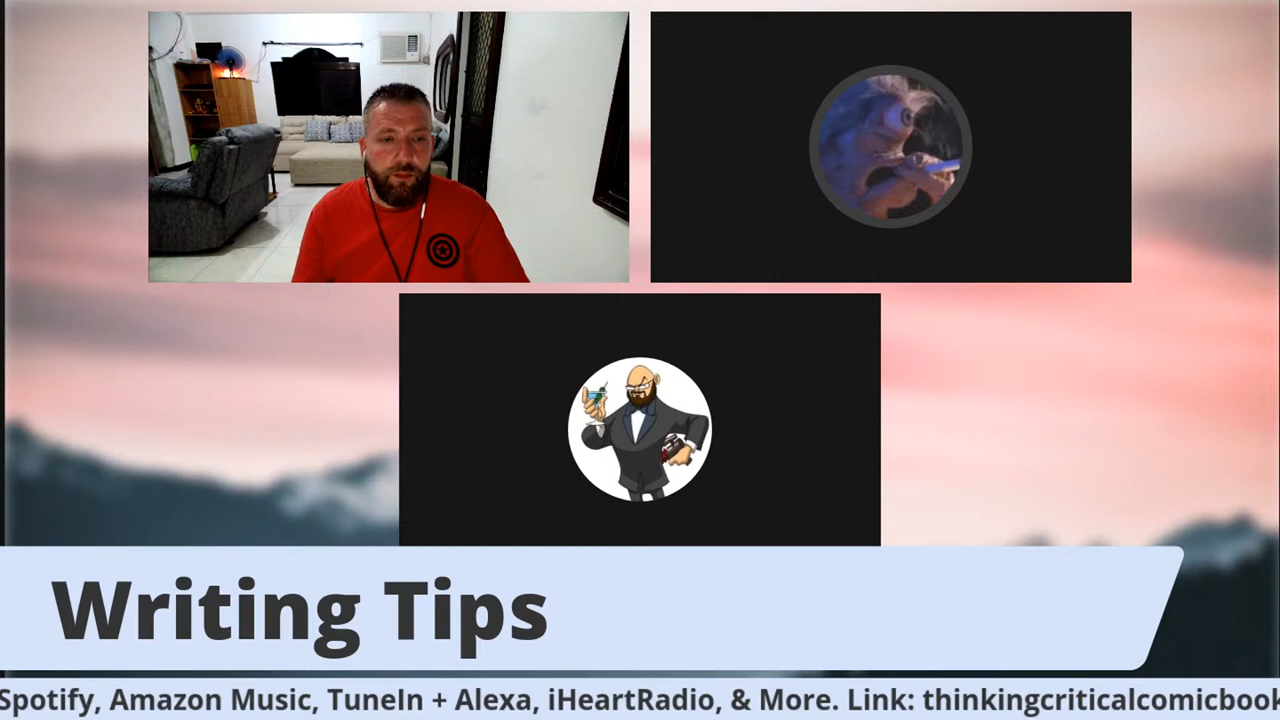 Writing Tips
Spotify, Amazon Music, TuneIn + Alexa, iHeartRadio, & More. Link: thinkingcriticalcomicbook